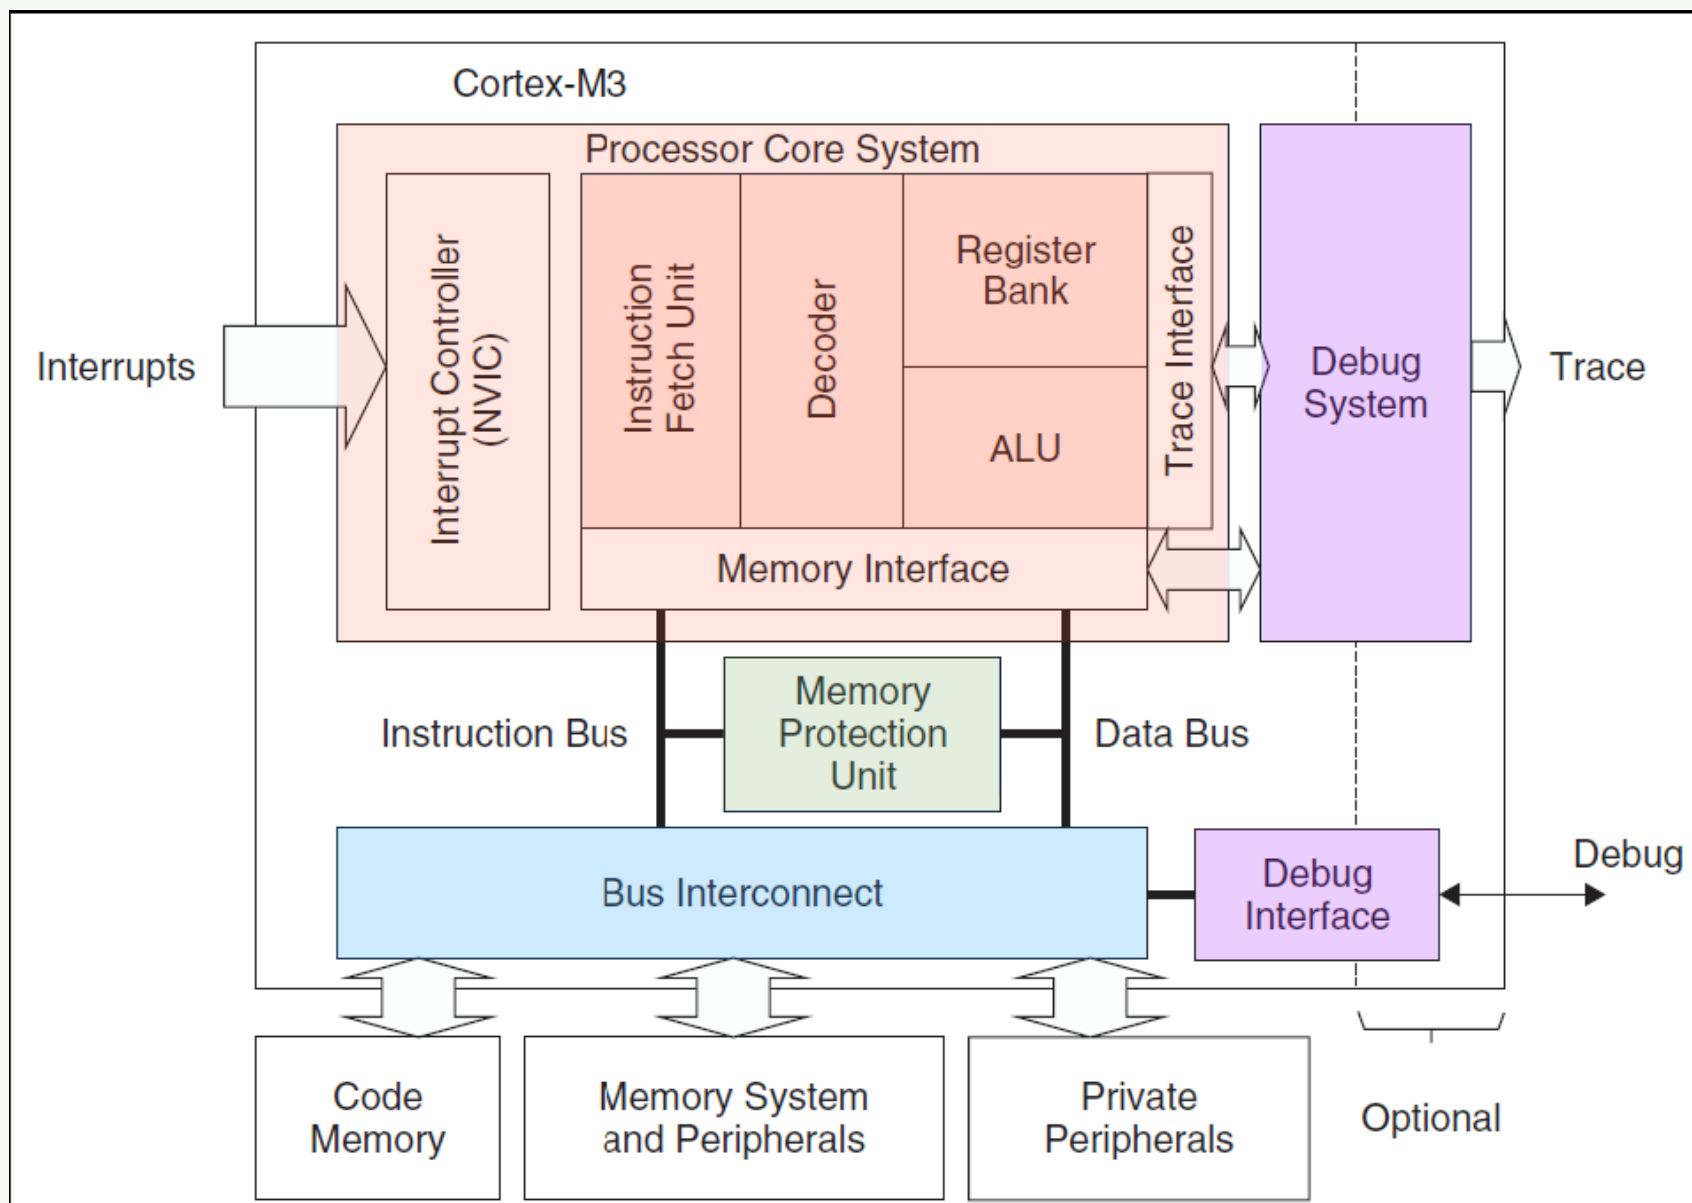 Cortex-M3
Processor Core System
Interrupts
Interrupt Controller
(NVIC)
Instruction
Fetch Unit
Decoder
Register
Bank
ALU
Trace Interface
Memory Interface
Debug
System
Trace
Instruction Bus
Memory
Protection
Unit
Data Bus
Bus Interconnect
Debug
Interface
Debug
Code
Memory
Memory System
and Peripherals
Private
Peripherals
Optional